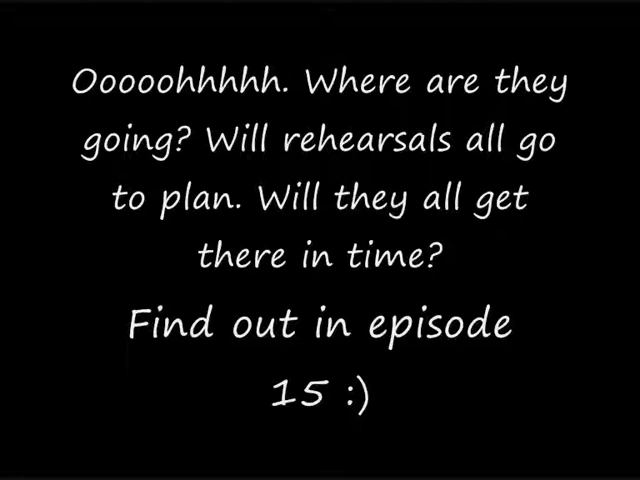 Ooooohhhhh. Where are they
going? Will rehearsals all go
to plan. Will they all get
there in time?
Find out in episode
15 :)